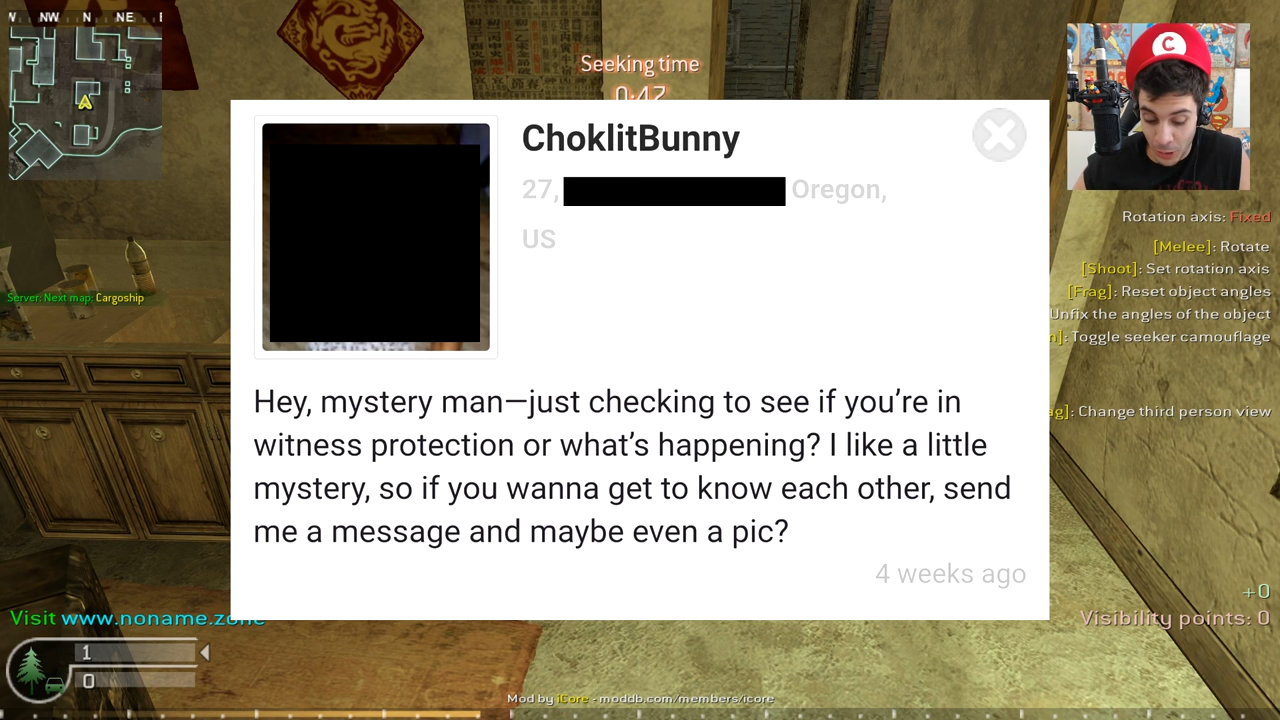 W NW N NE
Seeking time
0:47
C
ChoklitBunny
27, Oregon,
US
Rotation axis: Fixed
[Melee]: Rotate
[Shoot]: Set rotation axis
[Frag]: Reset object angles
Unfix the angles of the object
n]: Toggle seeker camouflage
ag]: Change third person view
Server: Next map: Cargoship
Hey, mystery man—just checking to see if you’re in
witness protection or what’s happening? I like a little
mystery, so if you wanna get to know each other, send
me a message and maybe even a pic?
4 weeks ago
+0
Visibility points: 0
Visit www.noname.zone
1
0
Mod by iCore - moddb.com/members/icore